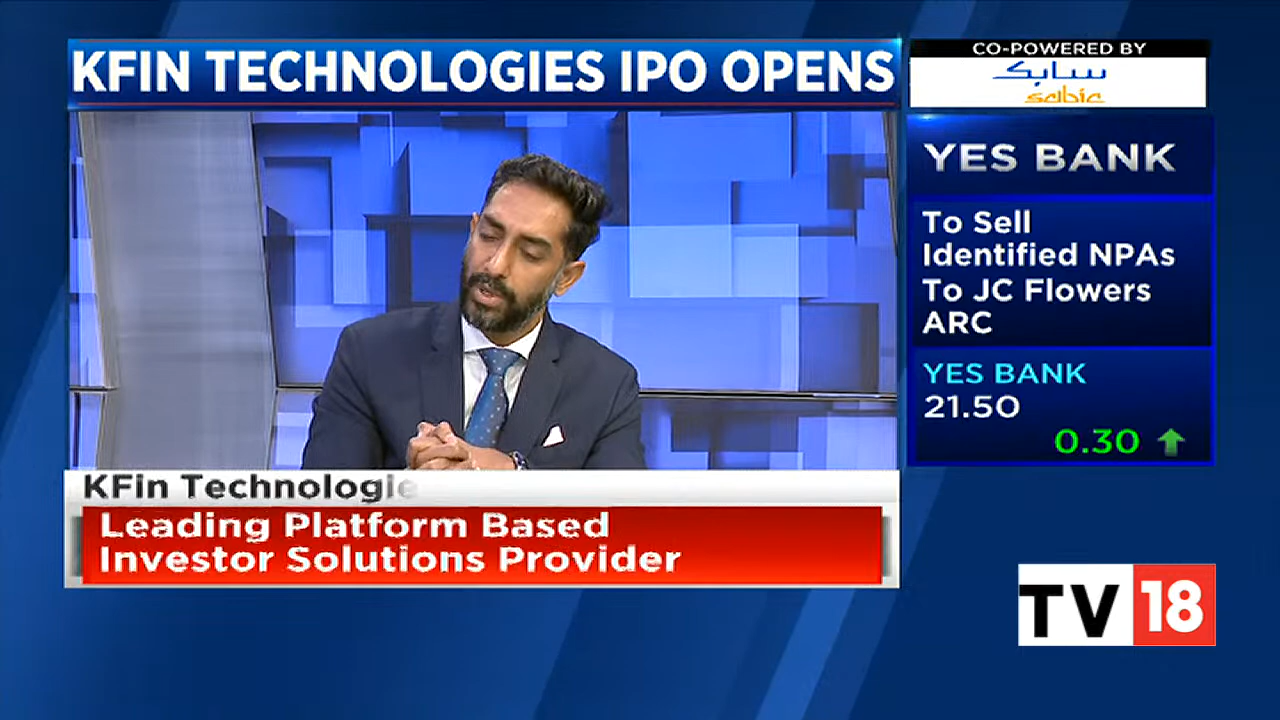 KFIN TECHNOLOGIES IPO OPENS
CO-POWERED BY
سابك
sabic
YES BANK
To Sell
Identified NPAs
To JC Flowers
ARC
YES BANK
21.50
0.30
KFin Technologie
Leading Platform Based
Investor Solutions Provider
TV18